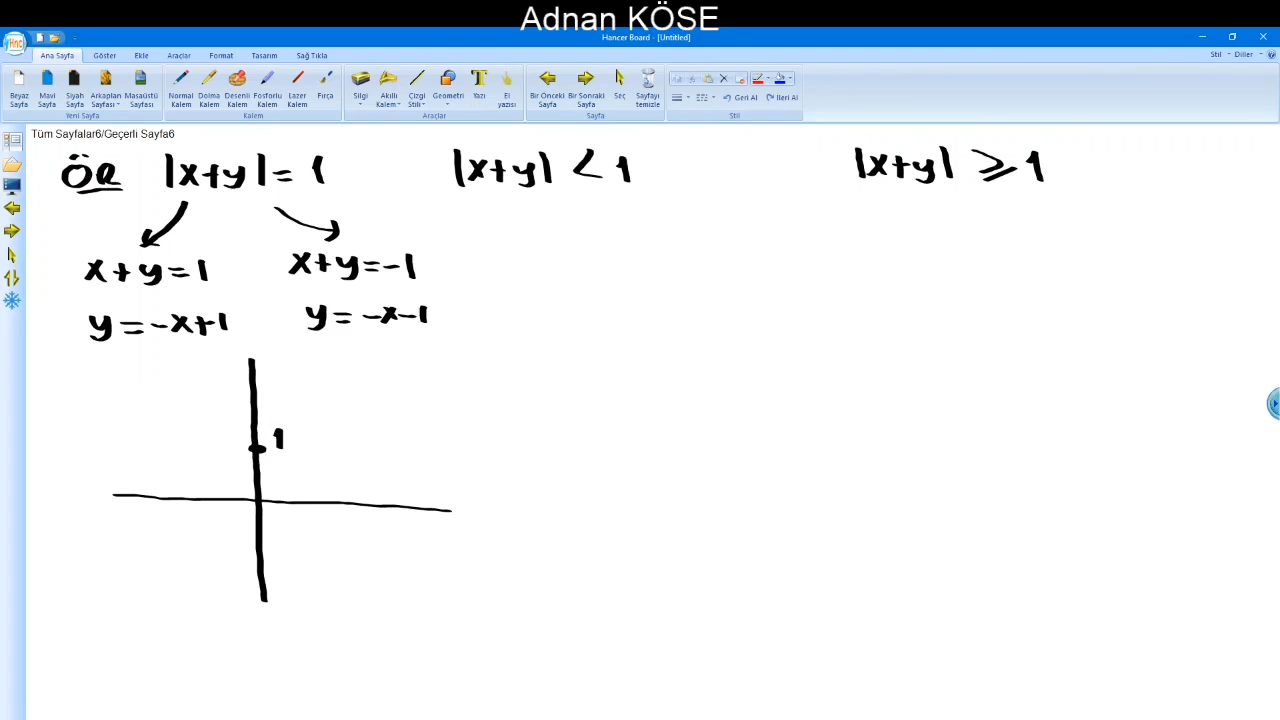 Adnan KÖSE
Hancer Board - [Untitled]
Hnc
Ana Sayfa Göster Ekle Araçlar Format Tasarım Sağ Tıkla Stil Diller
Beyaz Sayfa Mavi Sayfa Siyah Sayfa Arkaplan Sayfası Masaüstü Sayfası Normal Kalem Dolma Kalem Desenli Kalem Fosforlu Kalem Lazer Kalem Fırça Silgi Akıllı Kalem Çizgi Stili Geometri Yazı El yazısı Bir Önceki Sayfa Bir Sonraki Sayfa Seç Sayfayı temizle Geri Al İleri Al
Yeni Sayfa Kalem Araçlar Sayfa Stil
Tüm Sayfalar6/Geçerli Sayfa6
ÖR |x+y|= 1 |x+y| < 1 |x+y| ⩾ 1
x+y=1 x+y=-1
y=-x+1 y=-x-1
1